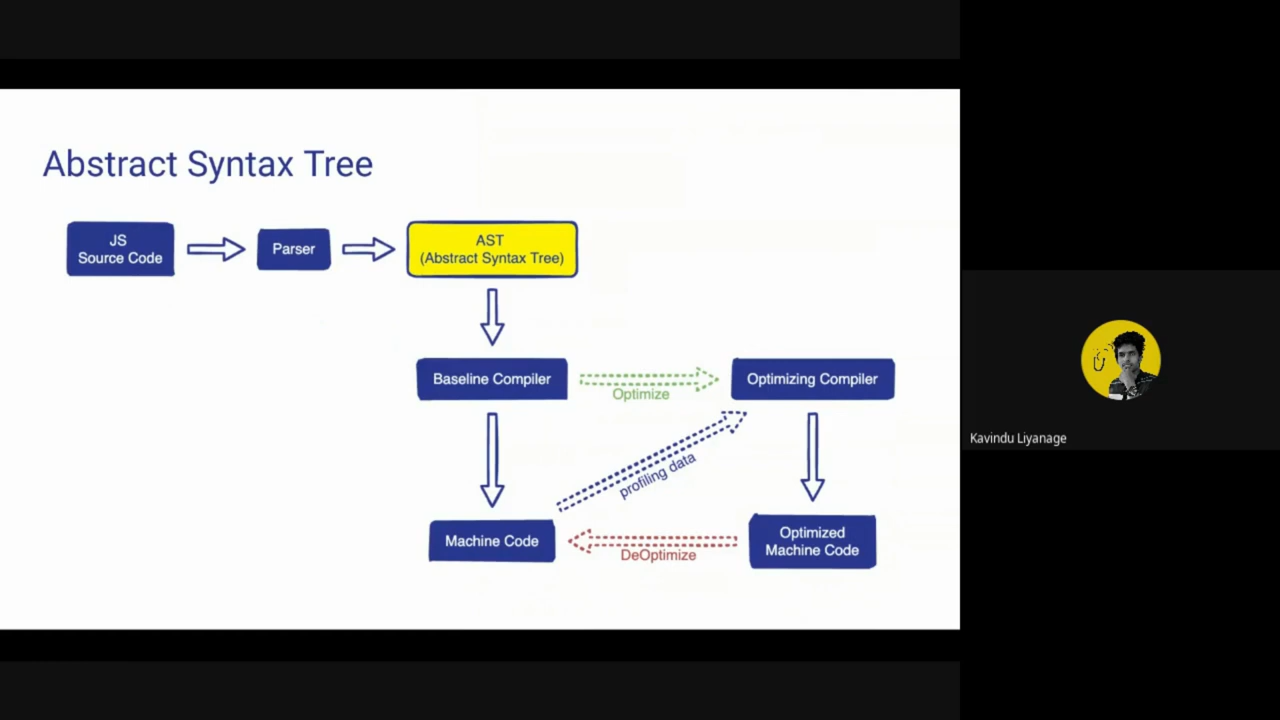 Abstract Syntax Tree
JS
Source Code
Parser
AST
(Abstract Syntax Tree)
Baseline Compiler
Optimize
Optimizing Compiler
profiling data
Machine Code
DeOptimize
Optimized
Machine Code
Kavindu Liyanage